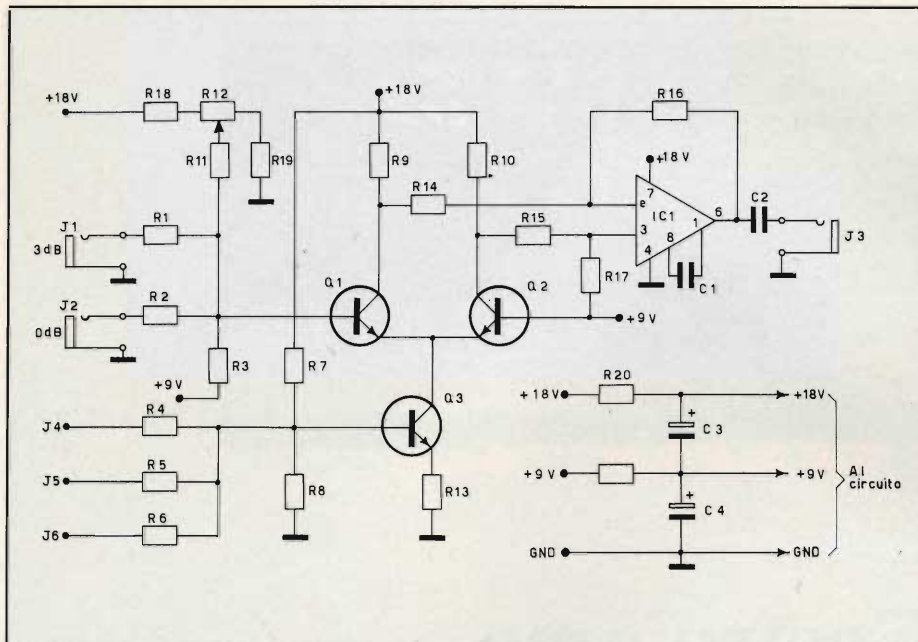 +18V
R18
R12
R11
R19
J1
3dB
R1
J2
0dB
R2
+9V
R3
J4
R4
J5
R5
J6
R6
+18V
R9
R10
R14
R7
R8
Q1
Q2
Q3
R13
R15
R17
+9V
R16
+18V
7
e
3
IC1
6
8
1
4
C1
C2
J3
+18V
R20
+18V
C3
+9V
+9V
C4
GND
GND
Al
circuito